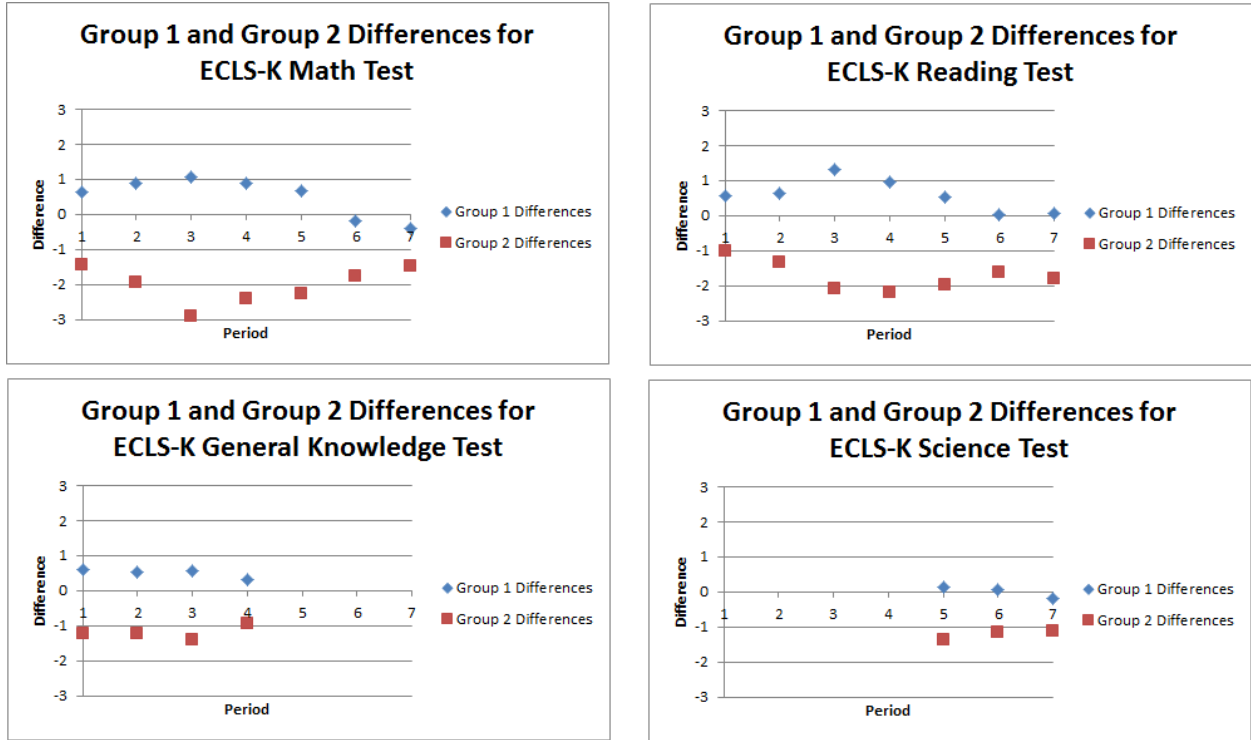 Group 1 and Group 2 Differences for
ECLS-K Math Test
3
2
1
0
-1
-2
-3
1 2 3 4 5 6 7
Difference
Period
Group 1 Differences
Group 2 Differences
Group 1 and Group 2 Differences for
ECLS-K Reading Test
3
2
1
0
-1
-2
-3
1 2 3 4 5 6 7
Difference
Period
Group 1 Differences
Group 2 Differences
Group 1 and Group 2 Differences for
ECLS-K General Knowledge Test
3
2
1
0
-1
-2
-3
1 2 3 4 5 6 7
Difference
Period
Group 1 Differences
Group 2 Differences
Group 1 and Group 2 Differences for
ECLS-K Science Test
3
2
1
0
-1
-2
-3
1 2 3 4 5 6 7
Difference
Period
Group 1 Differences
Group 2 Differences